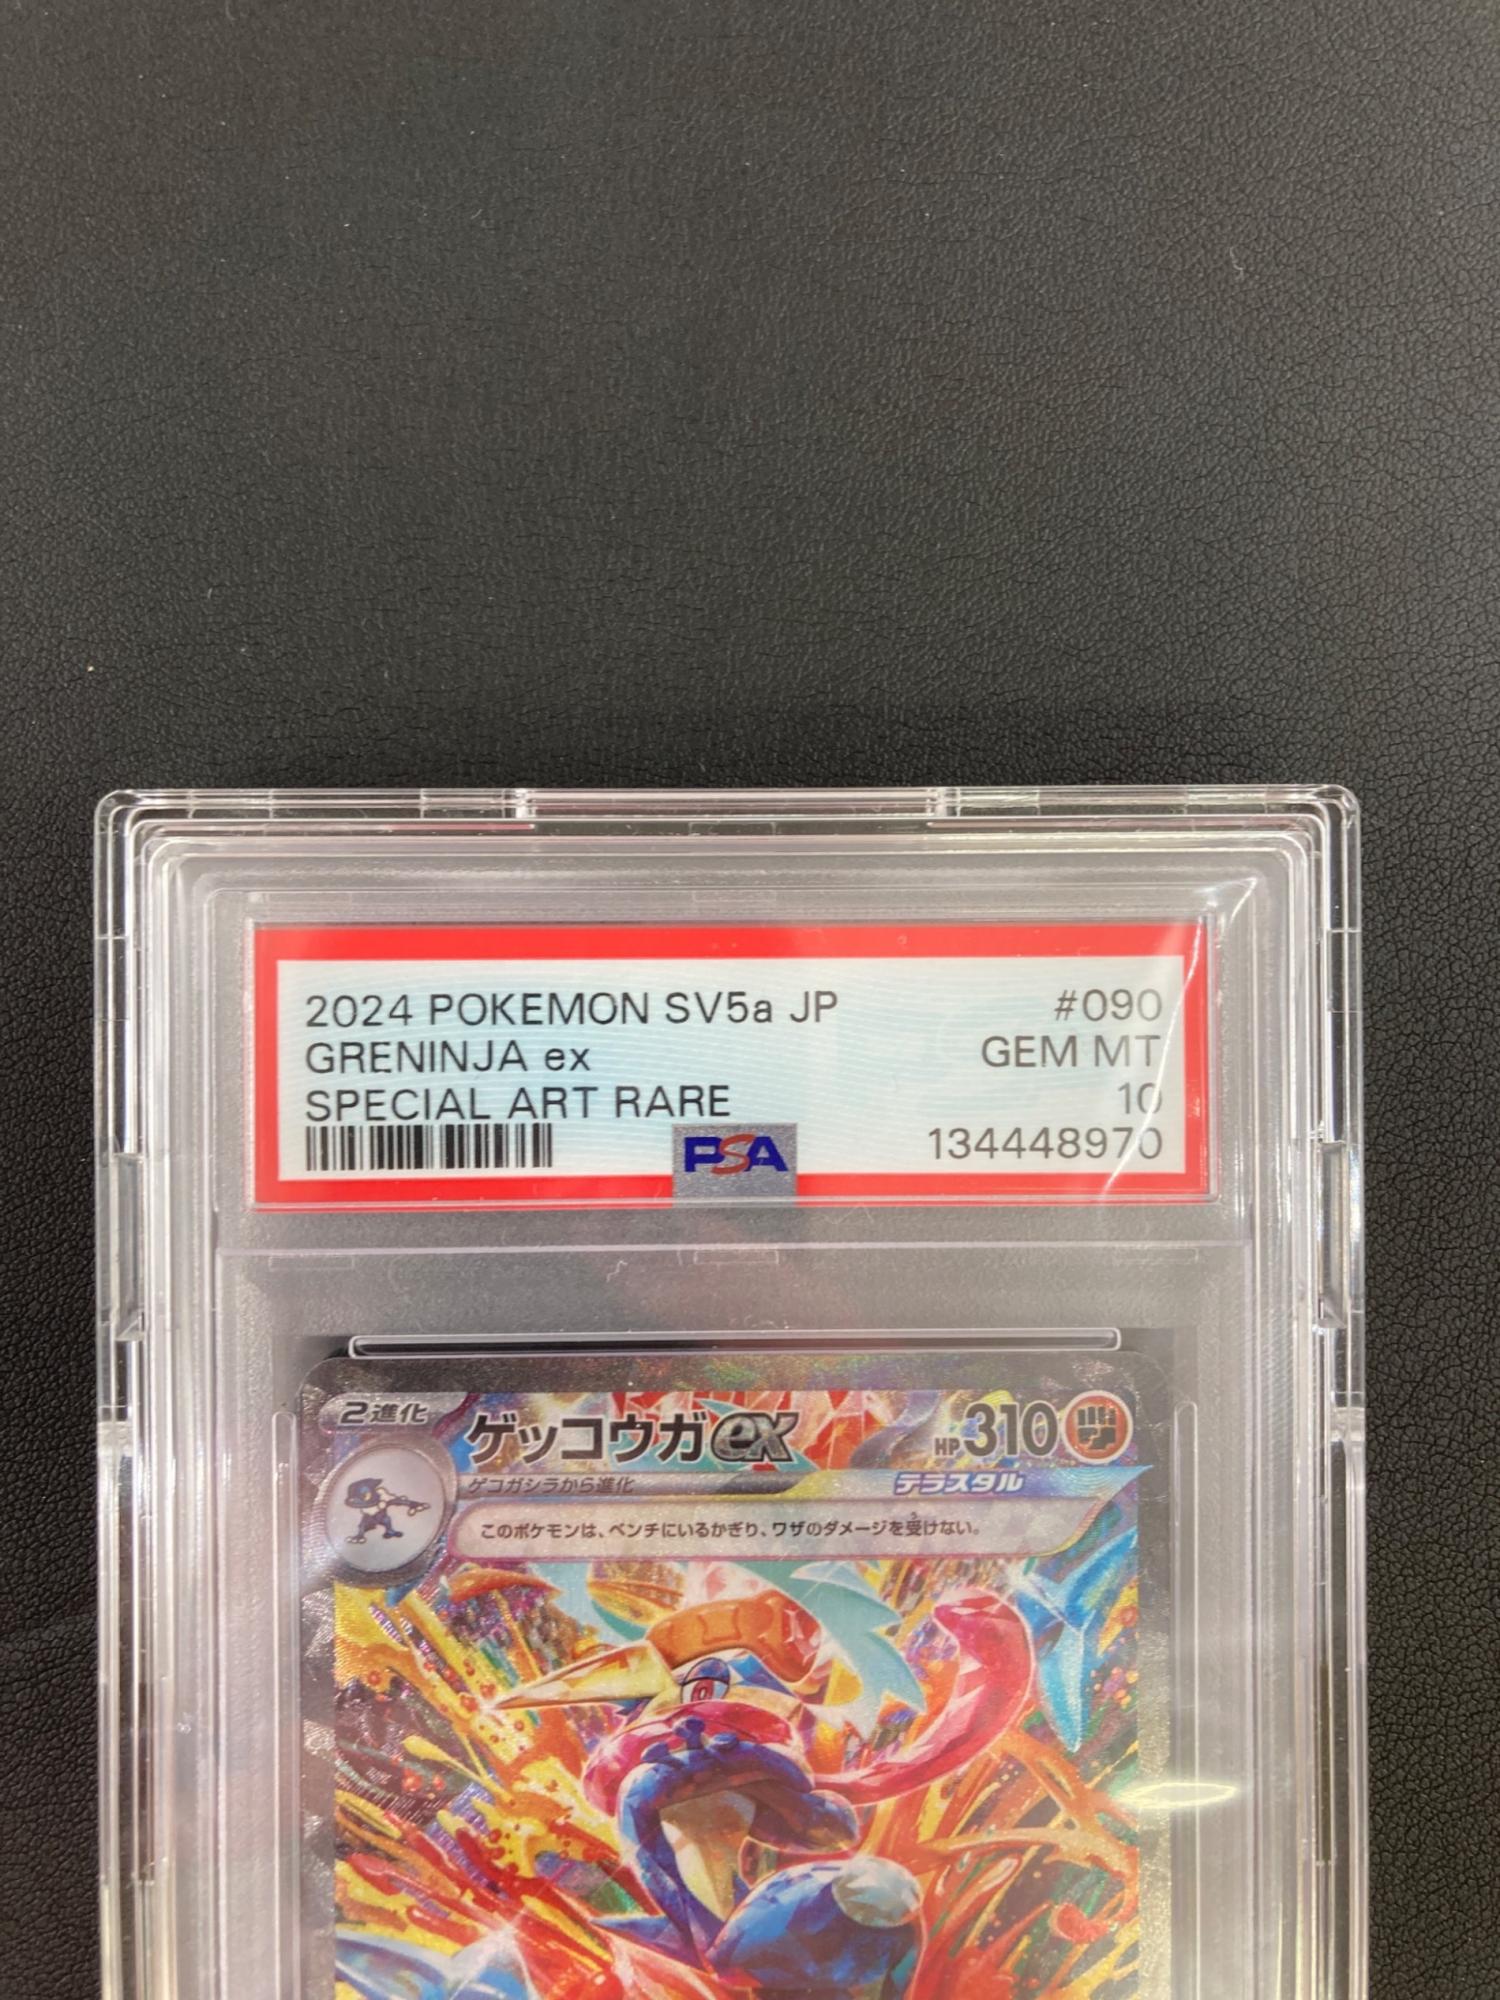 2024 POKEMON SV5a JP #090
GRENINJA ex GEM MT
SPECIAL ART RARE 10
PSA 134448970
2進化 ゲッコウガex HP310
ゲコガシラから進化 テラスタル
このポケモンは、ベンチにいるかぎり、ワザのダメージを受けない。